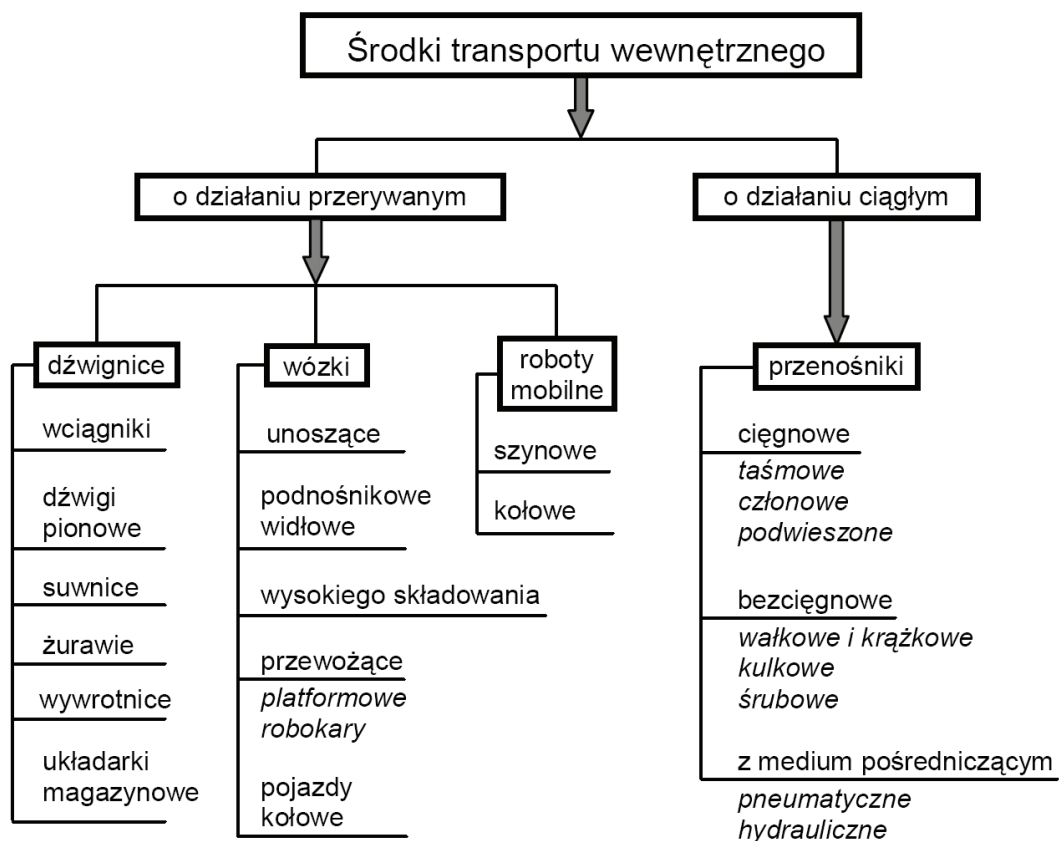 Środki transportu wewnętrznego
o działaniu przerywanym
o działaniu ciągłym
dźwignice
wciągniki
dźwigi
pionowe
suwnice
żurawie
wywrotnice
układarki
magazynowe
wózki
unoszące
podnośnikowe
widłowe
wysokiego składowania
przewożące
platformowe
robokary
pojazdy
kołowe
roboty
mobilne
szynowe
kołowe
przenośniki
cięgnowe
taśmowe
członowe
podwieszone
bezcięgnowe
wałkowe i krążkowe
kulkowe
śrubowe
z medium pośredniczącym
pneumatyczne
hydrauliczne